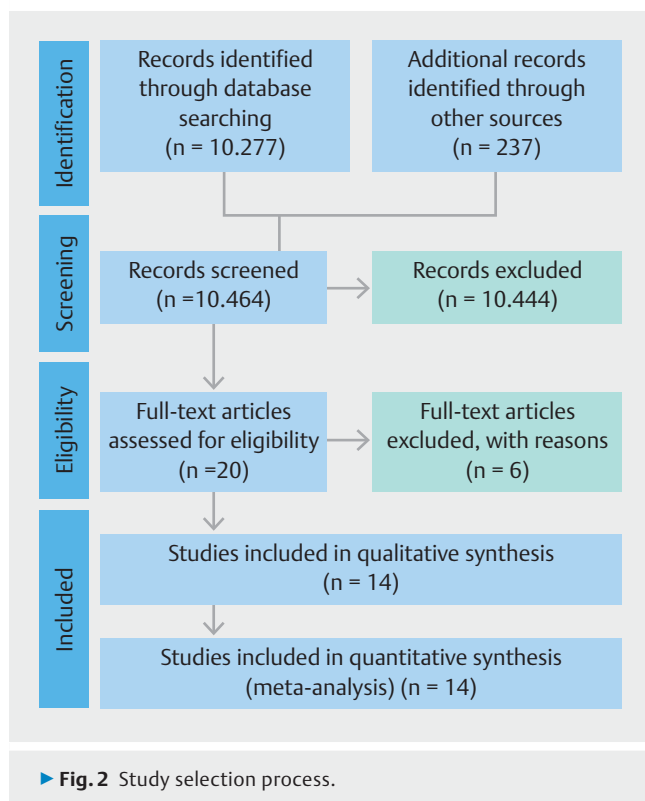 Identification
Records identified
through database
searching
(n = 10.277)
Additional records
identified through
other sources
(n = 237)
Screening
Records screened
(n =10.464)
Records excluded
(n = 10.444)
Eligibility
Full-text articles
assessed for eligibility
(n =20)
Full-text articles
excluded, with reasons
(n = 6)
Included
Studies included in qualitative synthesis
(n = 14)
Studies included in quantitative synthesis
(meta-analysis) (n = 14)
▶ Fig. 2 Study selection process.